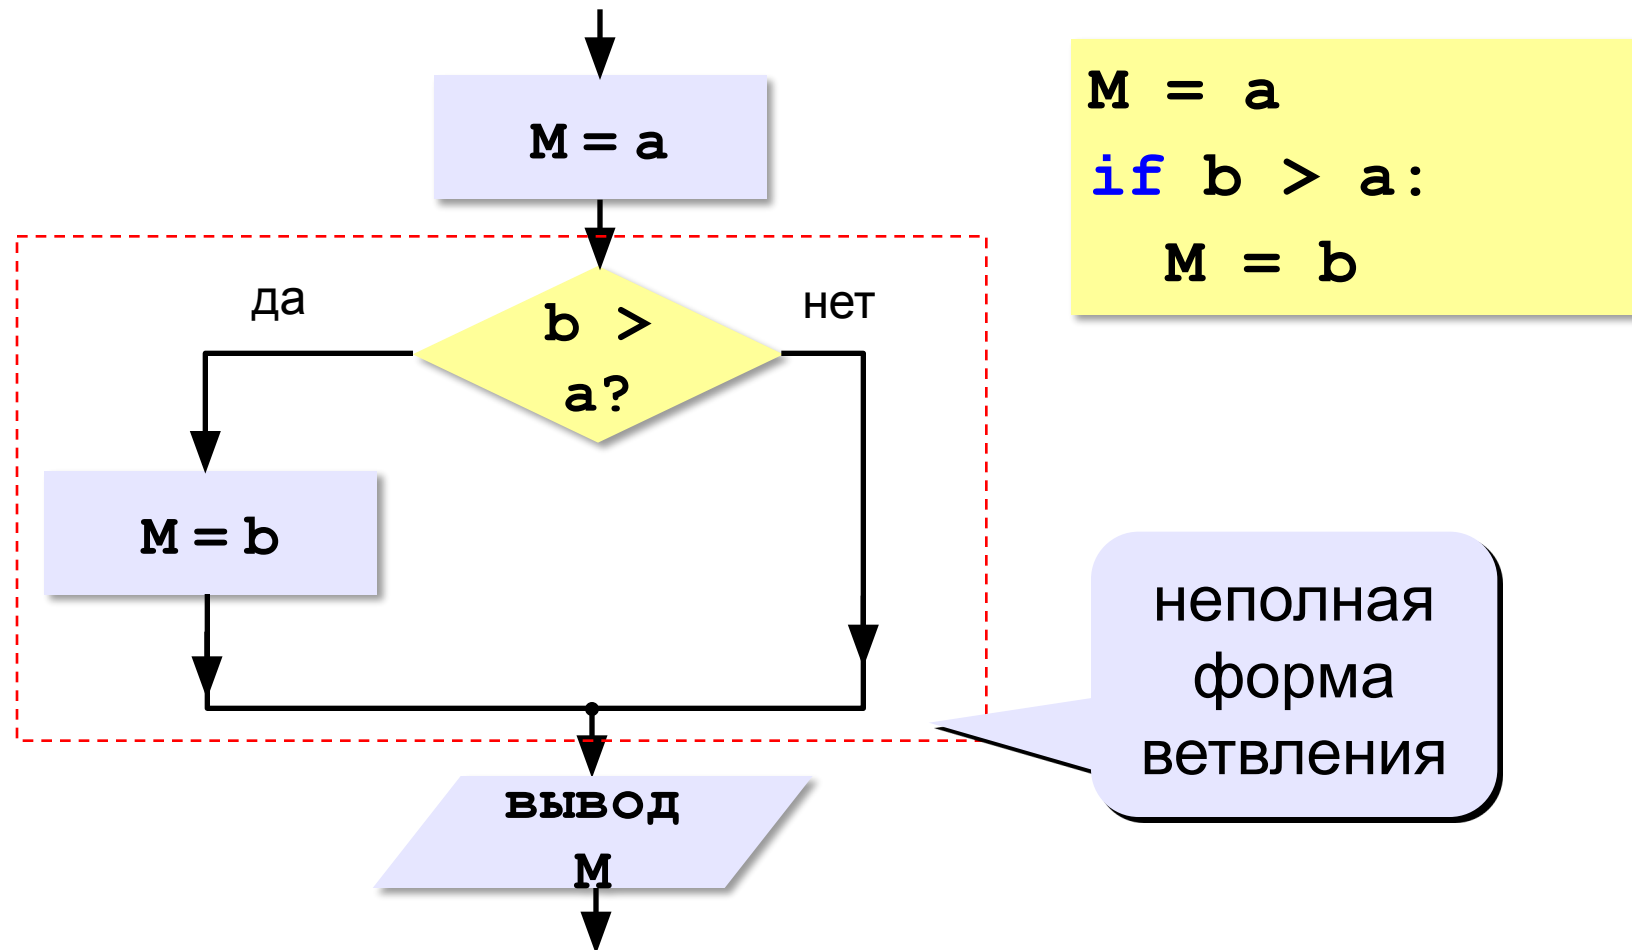 M = a
да
b >
a?
нет
M = b
вывод
M
M = a
if b > a:
M = b
неполная
форма
ветвления